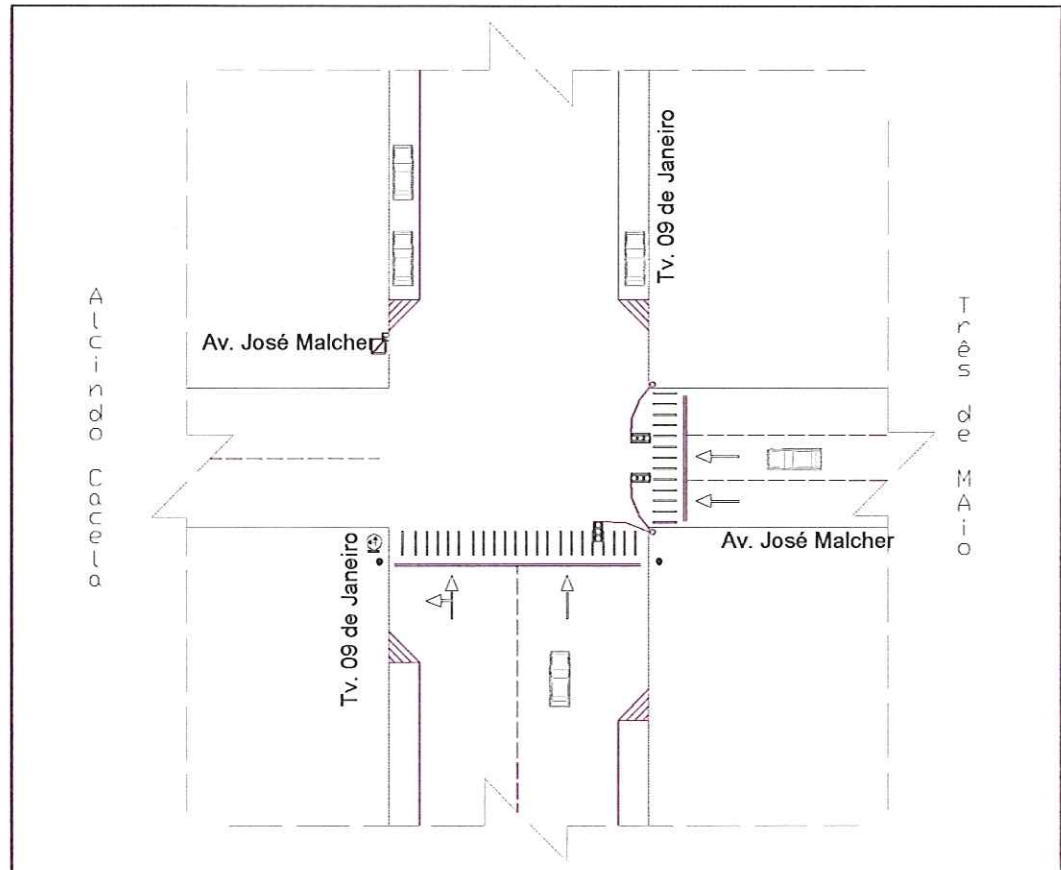 Tv. 09 de Janeiro
Av. José Malcher
E
Alcindo Cacela
Três de MAio
Av. José Malcher
Tv. 09 de Janeiro